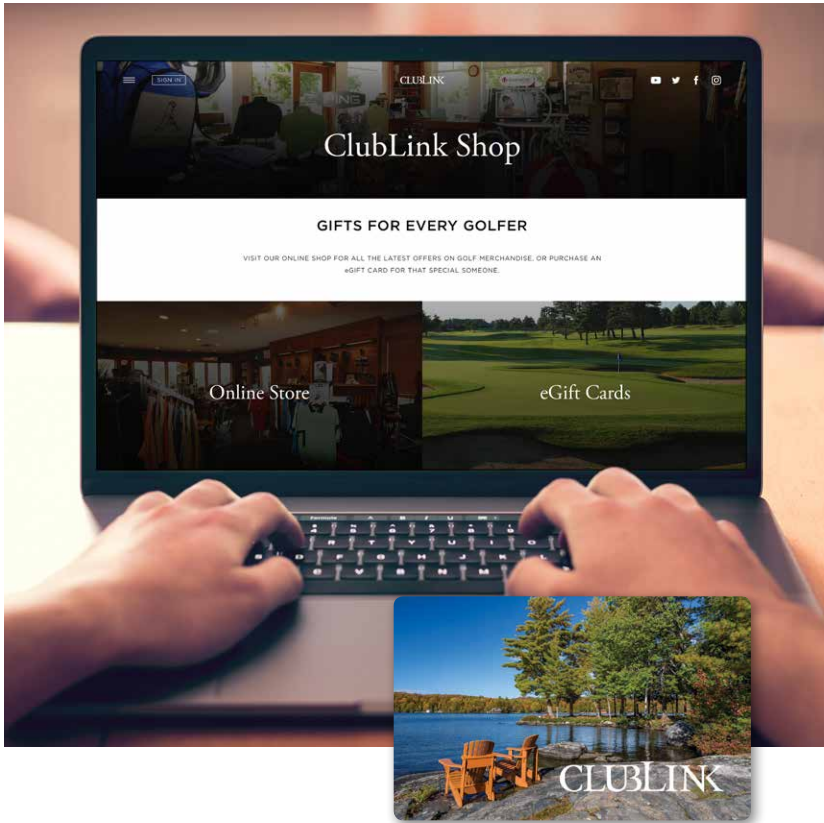 SIGN IN
CLUBLINK
PING
ClubLink Shop
GIFTS FOR EVERY GOLFER
VISIT OUR ONLINE SHOP FOR ALL THE LATEST OFFERS ON GOLF MERCHANDISE, OR PURCHASE AN
eGIFT CARD FOR THAT SPECIAL SOMEONE.
Online Store
eGift Cards
CLUBLINK